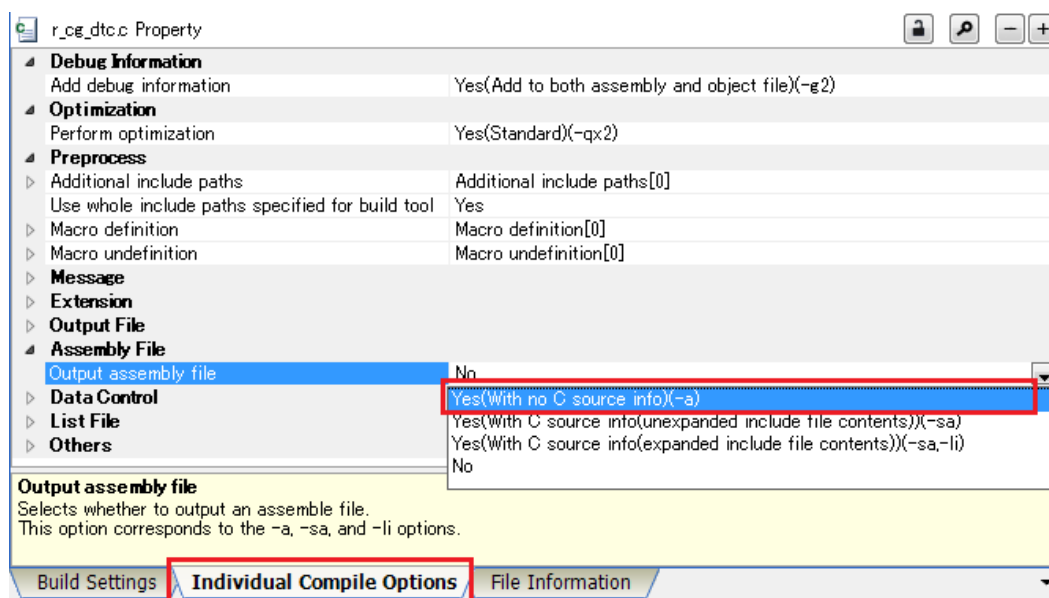 r_cg_dtc.c Property
Debug Information
Add debug information Yes(Add to both assembly and object file)(-g2)
Optimization
Perform optimization Yes(Standard)(-qx2)
Preprocess
Additional include paths Additional include paths[0]
Use whole include paths specified for build tool Yes
Macro definition Macro definition[0]
Macro undefinition Macro undefinition[0]
Message
Extension
Output File
Assembly File
Output assembly file No
Data Control Yes(With no C source info)(-a)
List File Yes(With C source info(unexpanded include file contents))(-sa)
Others Yes(With C source info(expanded include file contents))(-sa,-li)
No
Output assembly file
Selects whether to output an assemble file.
This option corresponds to the -a, -sa, and -li options.
Build Settings Individual Compile Options File Information